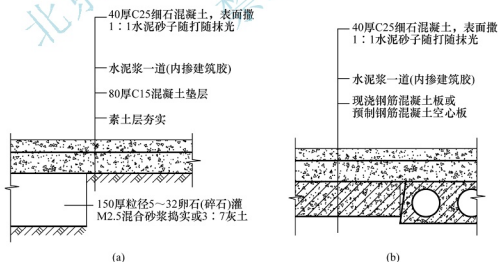 北京
40厚C25细石混凝土，表面撒
1：1水泥砂子随打随抹光
水泥浆一道(内掺建筑胶)
80厚C15混凝土垫层
素土层夯实
150厚粒径5～32卵石(碎石)灌
M2.5混合砂浆捣实或3：7灰土
(a)
40厚C25细石混凝土，表面撒
1：1水泥砂子随打随抹光
水泥浆一道(内掺建筑胶)
现浇钢筋混凝土板或
预制钢筋混凝土空心板
(b)